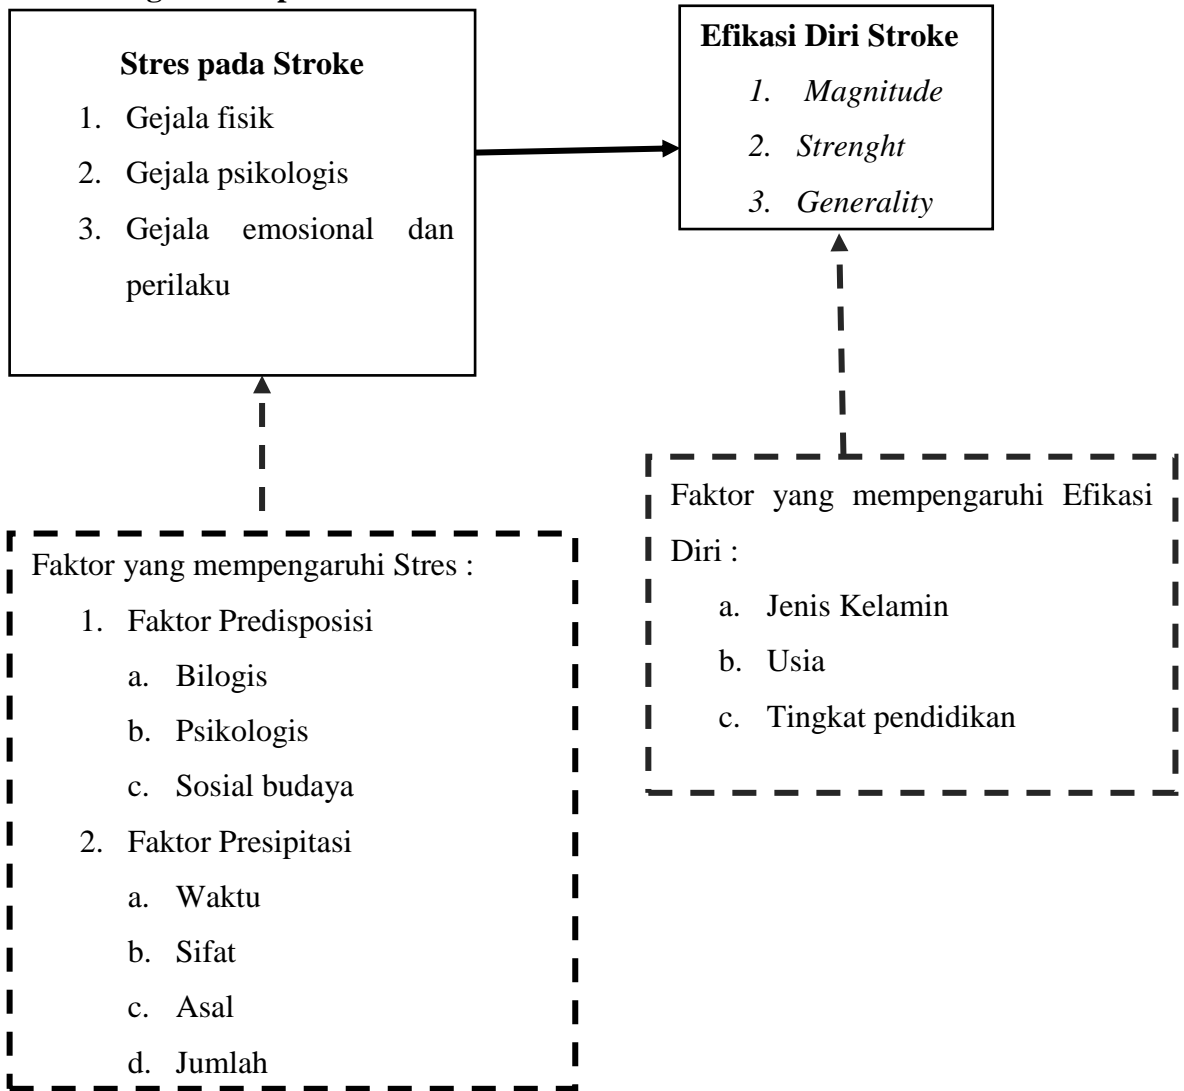 Stres pada Stroke
1. Gejala fisik
2. Gejala psikologis
3. Gejala emosional dan
perilaku
Efikasi Diri Stroke
1. Magnitude
2. Strenght
3. Generality
Faktor yang mempengaruhi Stres :
1. Faktor Predisposisi
a. Bilogis
b. Psikologis
c. Sosial budaya
2. Faktor Presipitasi
a. Waktu
b. Sifat
c. Asal
d. Jumlah
Faktor yang mempengaruhi Efikasi
Diri :
a. Jenis Kelamin
b. Usia
c. Tingkat pendidikan